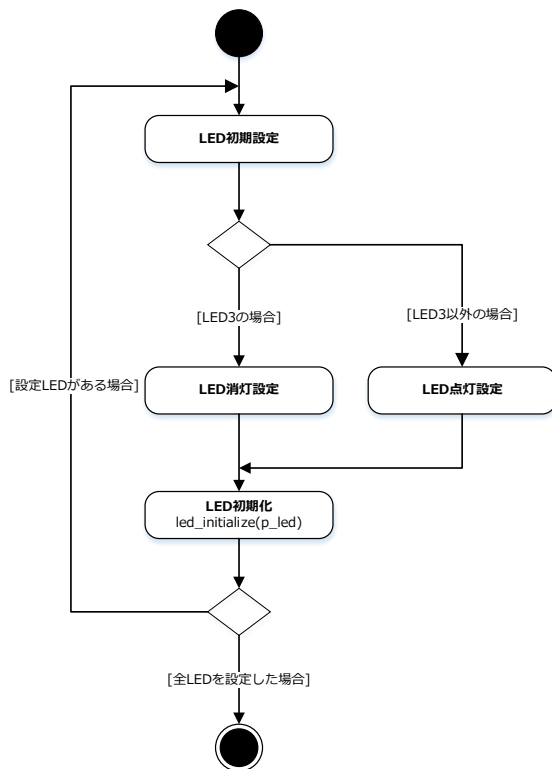 LED初期設定
[LED3の場合]
[LED3以外の場合]
[設定LEDがある場合]
LED消灯設定
LED点灯設定
LED初期化
led_initialize(p_led)
[全LEDを設定した場合]